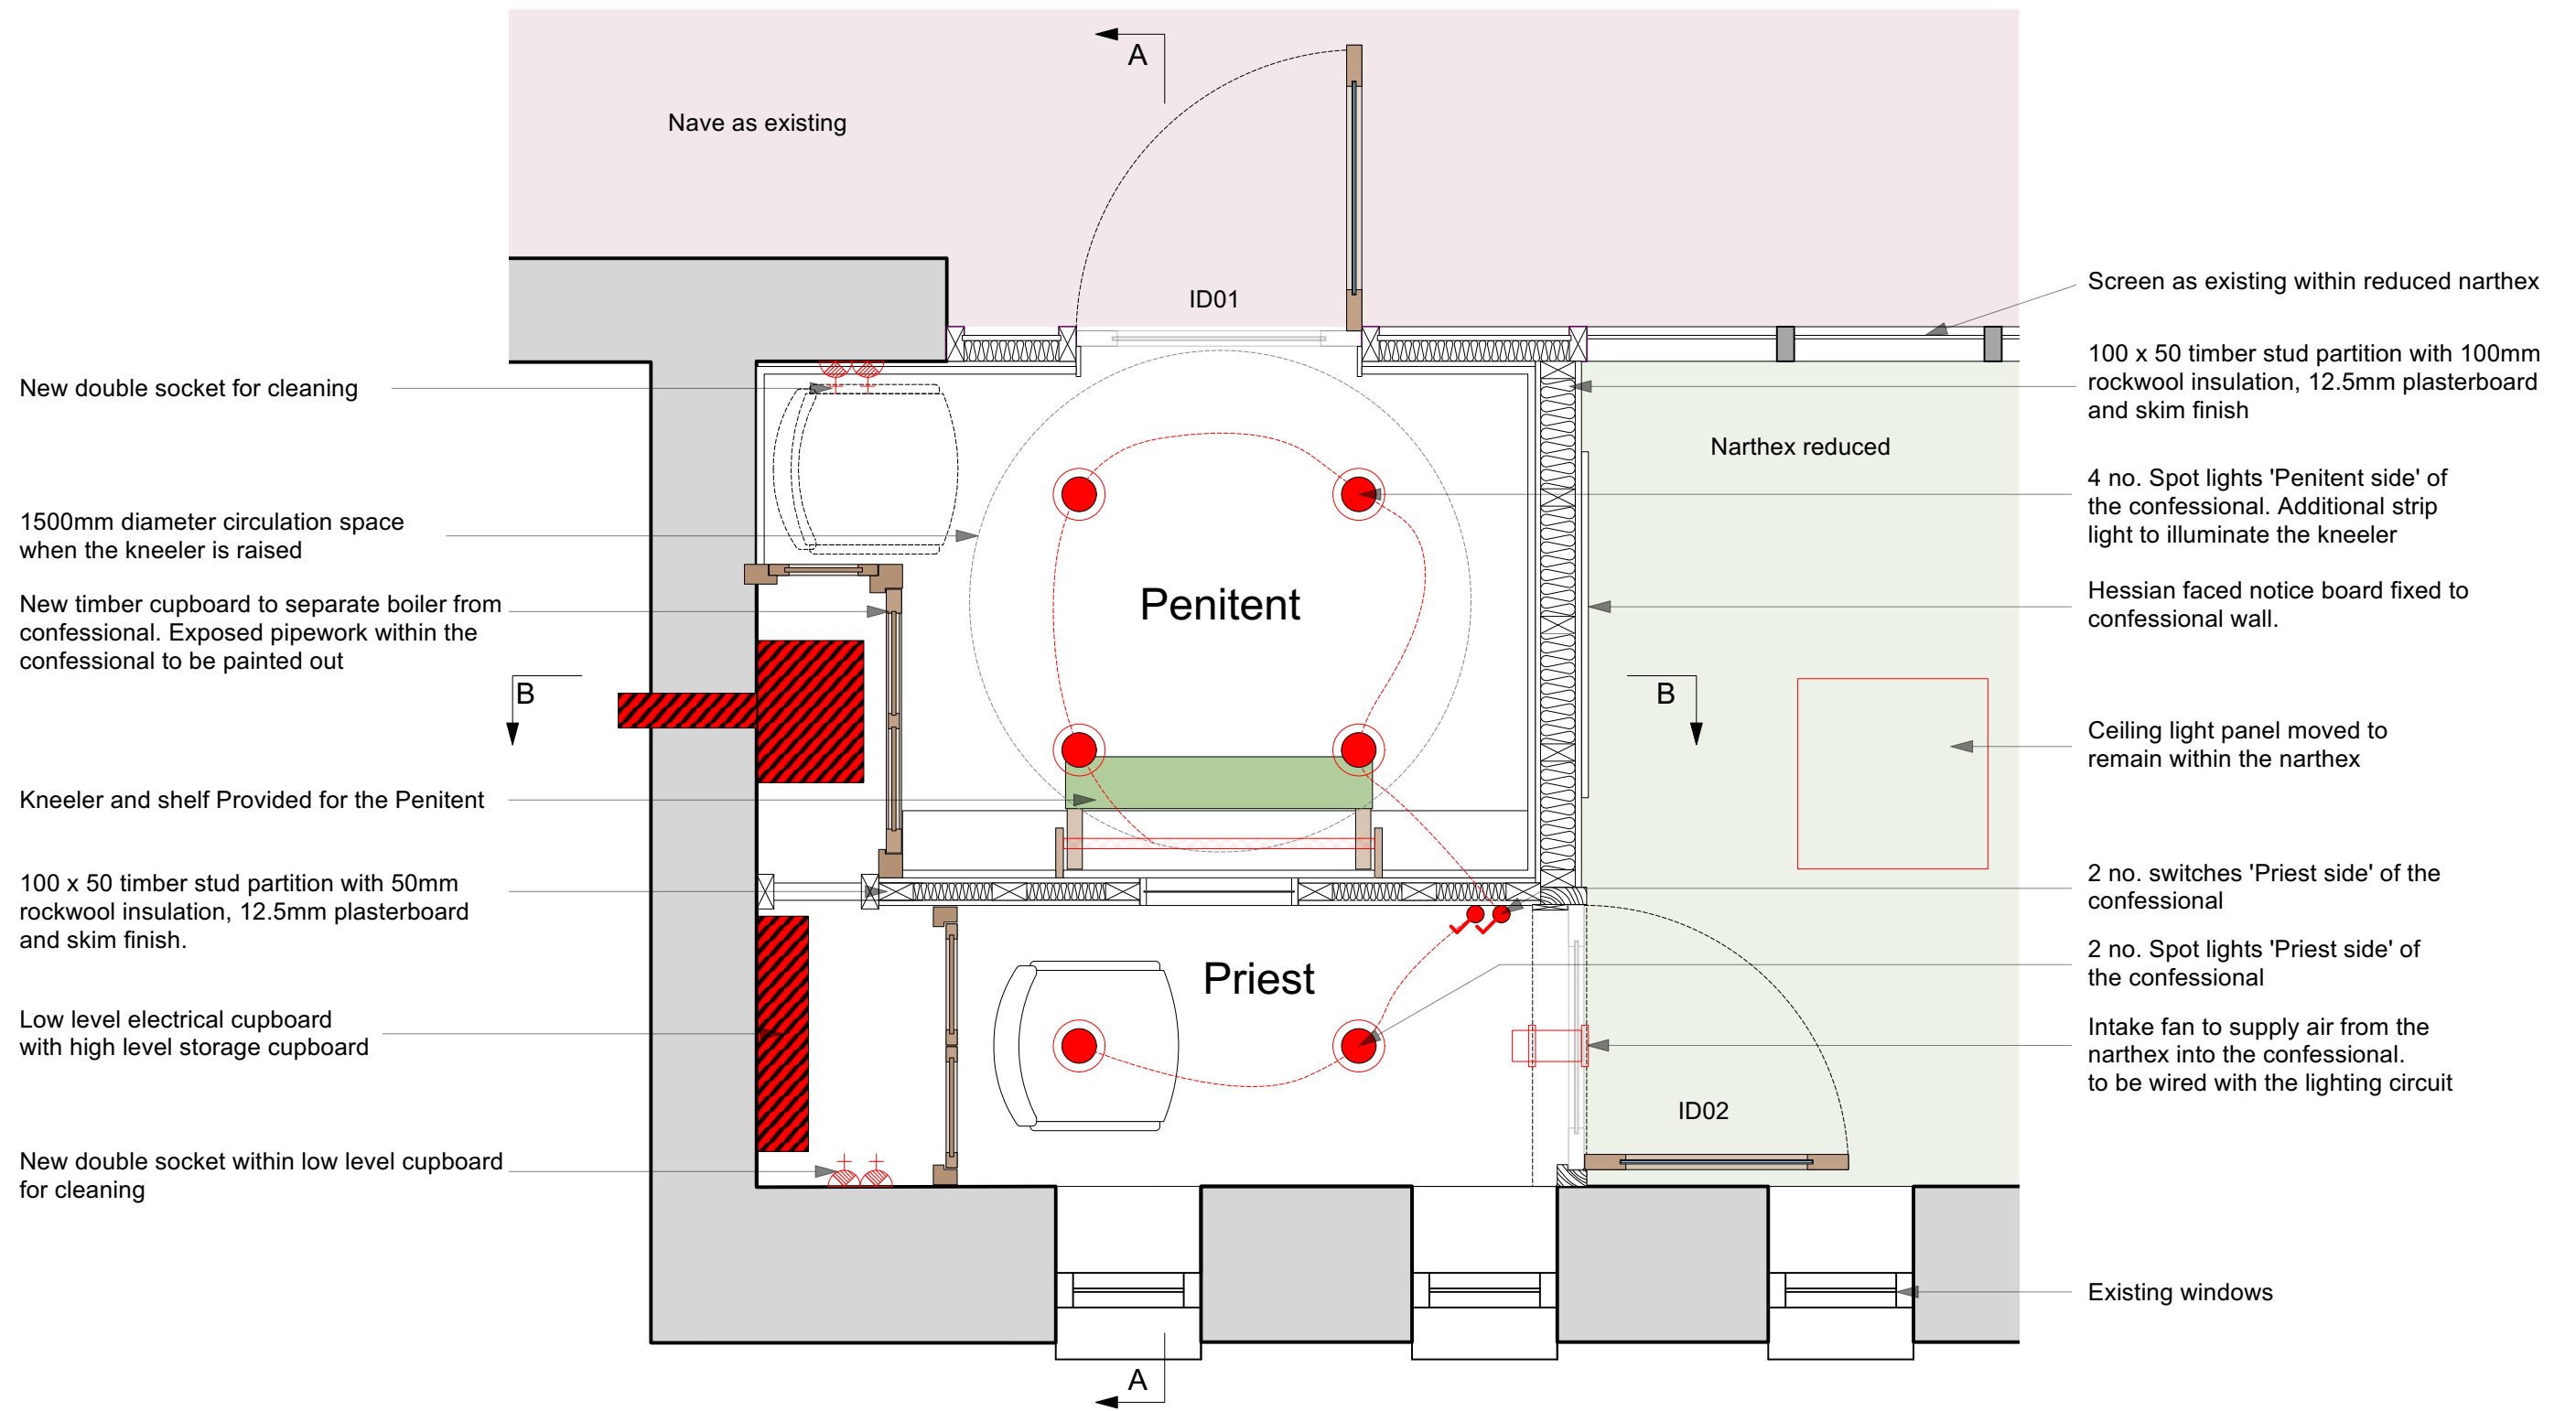 A
Nave as existing
ID01
Screen as existing within reduced narthex
100 x 50 timber stud partition with 100mm
rockwool insulation, 12.5mm plasterboard
and skim finish
New double socket for cleaning
Narthex reduced
4 no. Spot lights 'Penitent side' of
the confessional. Additional strip
light to illuminate the kneeler
1500mm diameter circulation space
when the kneeler is raised
Penitent
Hessian faced notice board fixed to
confessional wall.
New timber cupboard to separate boiler from
confessional. Exposed pipework within the
confessional to be painted out
B
B
Ceiling light panel moved to
remain within the narthex
Kneeler and shelf Provided for the Penitent
100 x 50 timber stud partition with 50mm
rockwool insulation, 12.5mm plasterboard
and skim finish.
2 no. switches 'Priest side' of the
confessional
Priest
2 no. Spot lights 'Priest side' of
the confessional
Low level electrical cupboard
with high level storage cupboard
Intake fan to supply air from the
narthex into the confessional.
to be wired with the lighting circuit
ID02
New double socket within low level cupboard
for cleaning
Existing windows
A